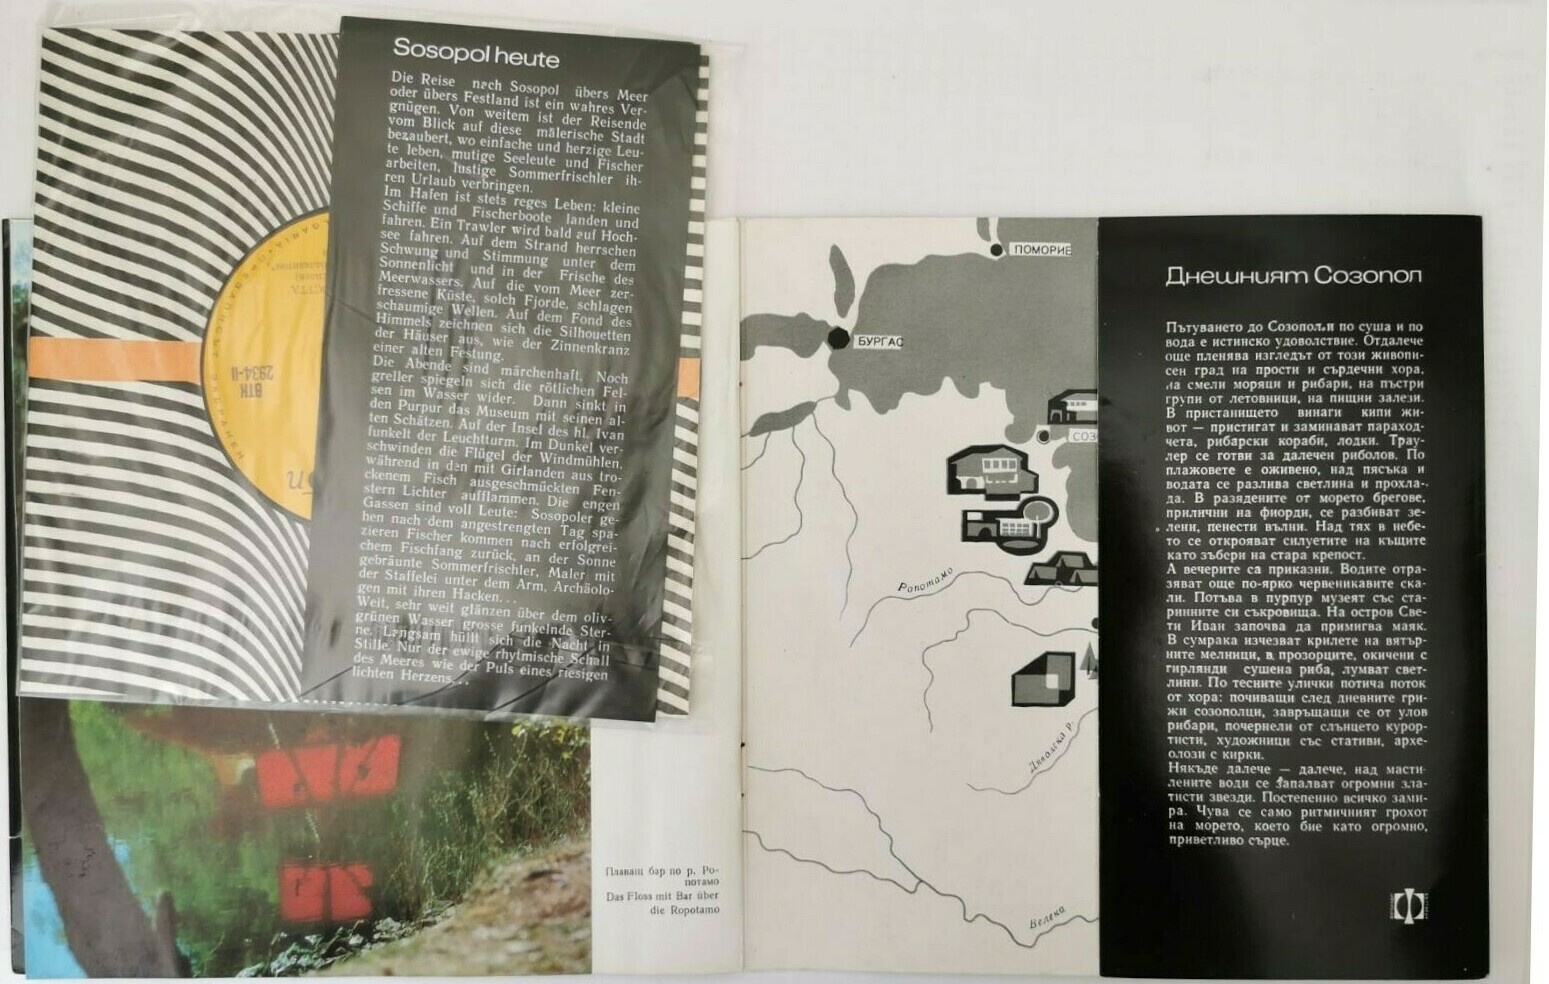 Sosopol heute
Die Reise nach Sosopol übers Meer
oder übers Festland ist ein wahres Ver-
gnügen. Von weitem ist der Reisende
vom Blick auf diese mälerische Stadt
bezaubert, wo einfache und herzige Leu-
te leben, mutige Seeleute und Fischer
arbeiten, lustige Sommerfrischler ih-
ren Urlaub verbringen.
Im Hafen ist stets reges Leben: kleine
Schiffe und Fischerboote landen und
fahren. Ein Trawler wird bald auf Hoch-
see fahren. Auf dem Strand herrschen
Schwung und Stimmung unter dem
Sonnenlicht und in der Frische des
Meerwassers. Auf die vom Meer zer-
fressene Küste, solch Fjorde, schlagen
schaumige Wellen. Auf dem Fond des
Himmels zeichnen sich die Silhouetten
der Häuser aus, wie der Zinnenkranz
einer alten Festung.
Die Abende sind märchenhaft. Noch
greller spiegeln sich die rötlichen Fel-
sen im Wasser wider. Dann sinkt in
den Purpur das Museum mit seinen al-
ten Schätzen. Auf der Insel des hl. Ivan
funkelt der Leuchtturm. Im Dunkel ver-
schwinden die Flügel der Windmühlen,
während in den mit Girlanden aus tro-
ckenem Fisch ausgeschmückten Fen-
stern Lichter aufflammen. Die engen
Gassen sind voll Leute: Sosopoler ge-
hen nach dem angestrengten Tag spa-
zieren Fischer kommen nach erfolgrei-
chem Fischfang zurück, an der Sonne
gebräunte Sommerfrischler, Maler mit
der Staffelei unter dem Arm, Archäolo-
gen mit ihren Hacken...
Weit, sehr weit glänzen über dem oliv-
grünen Wasser grosse funkelnde Ster-
ne. Langsam hüllt sich die Nacht in
Stille. Nur der ewige rhytmische Schall
des Meeres wie der Puls eines riesigen
lichten Herzens...
ВТК
2934-II
Плаващ бар по р. Ро-
потамо
Das Floss mit Bar über
die Ropotamo
ПОМОРИЕ
БУРГАС
СОЗО
Ропотамо
Дяволска р.
Велека
Днешният Созопол
Пътуването до Созопол и по суша и по
вода е истинско удоволствие. Отдалече
още пленява изгледът от този живопи-
сен град на прости и сърдечни хора,
на смели моряци и рибари, на пъстри
групи от летовници, на пищни залези.
В пристанището винаги кипи жи-
вот — пристигат и заминават параход-
чета, рибарски кораби, лодки. Трау-
лер се готви за далечен риболов. По
плажовете е оживено, над пясъка и
водата се разлива светлина и прохла-
да. В разядените от морето брегове,
прилични на фиорди, се разбиват зе-
лени, пенести вълни. Над тях в небе-
то се открояват силуетите на къщите
като зъбери на стара крепост.
А вечерите са приказни. Водите отра-
зяват още по-ярко червеникавите ска-
ли. Потъва в пурпур музеят със ста-
ринните си съкровища. На остров Све-
ти Иван започва да примигва маяк.
В сумрака изчезват крилете на вятър-
ните мелници, в прозорците, окичени с
гирлянди сушена риба, лумват свет-
лини. По тесните улички потича поток
от хора: почиващи след дневните гри-
жи созополци, завръщащи се от улов
рибари, почернели от слънцето курор-
тисти, художници със стативи, архе-
олози с кирки.
Някъде далече — далече, над масти-
лените води се запалват огромни зла-
тисти звезди. Постепенно всичко зами-
ра. Чува се само ритмичният грохот
на морето, което бие като огромно,
приветливо сърце.